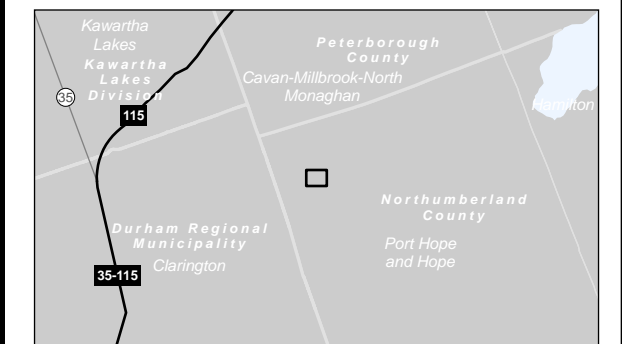 Kawartha
Lakes
Kawartha
Lakes
Division
35
115
Peterborough
County
Cavan-Millbrook-North
Monaghan
Hamilton
Northumberland
County
Port Hope
and Hope
Durham Regional
Municipality
Clarington
35-115